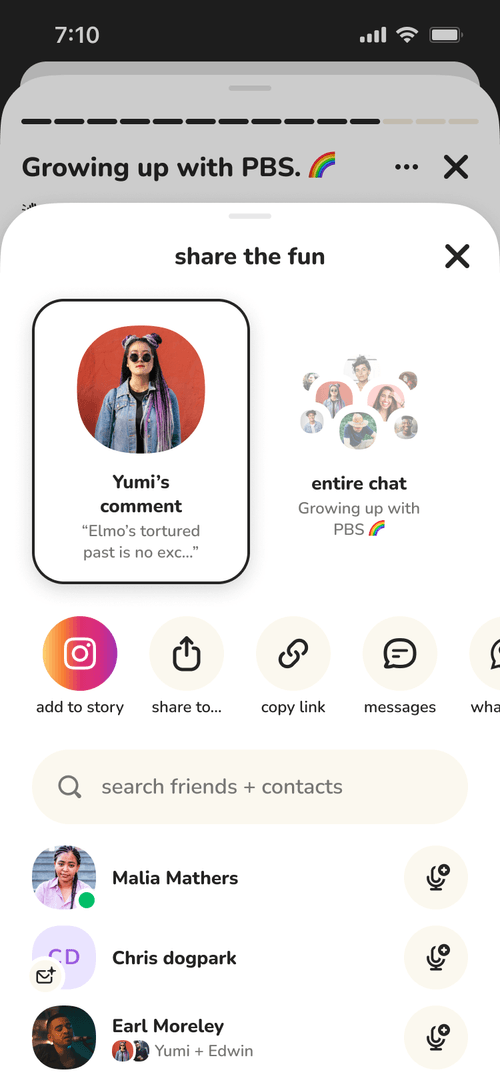 7:10
Growing up with PBS. 🌈
share the fun
Yumi’s
comment
“Elmo’s tortured
past is no exc...”
entire chat
Growing up with
PBS 🌈
add to story
share to...
copy link
messages
search friends + contacts
Malia Mathers
CD
Chris dogpark
Earl Moreley
Yumi + Edwin